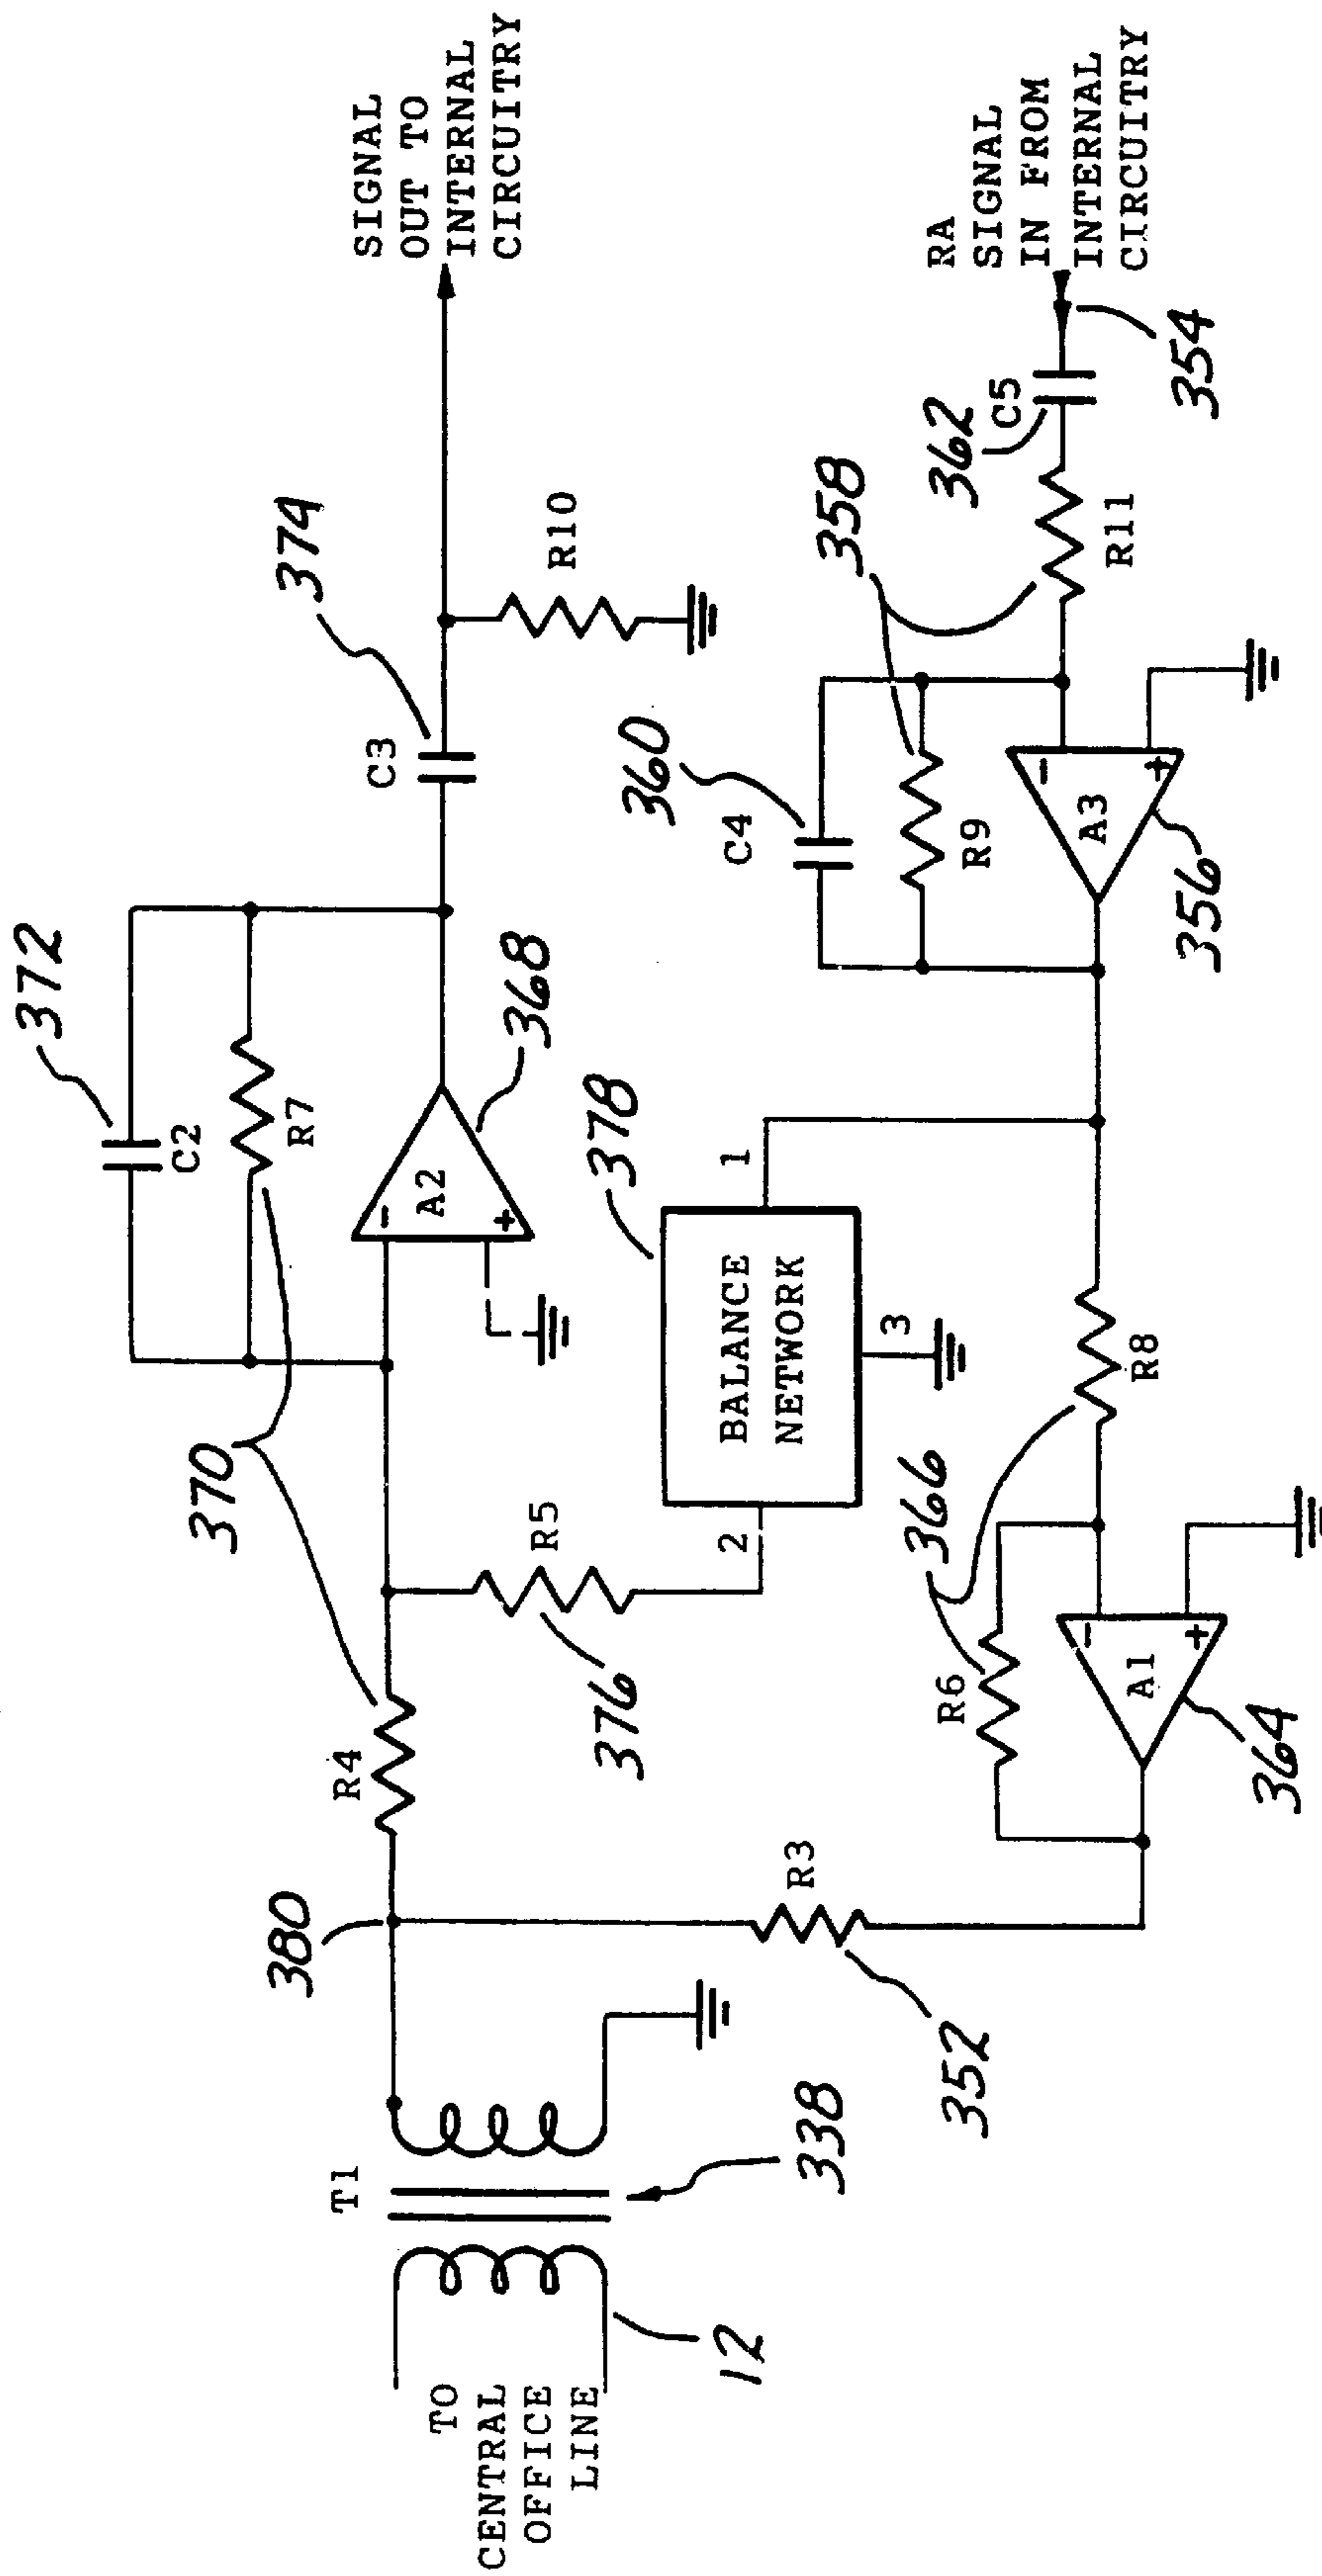 372
C2
R7
370
A2
-
+
368
C3
374
R10
SIGNAL
OUT TO
INTERNAL
CIRCUITRY
380
R4
R5
376
T1
TO
CENTRAL
OFFICE
LINE
12
338
R3
352
378
BALANCE
NETWORK
1
2
3
366
R6
R8
A1
-
+
364
360
C4
R9
358
A3
-
+
356
R11
362
C5
RA
SIGNAL
IN FROM
INTERNAL
CIRCUITRY
354